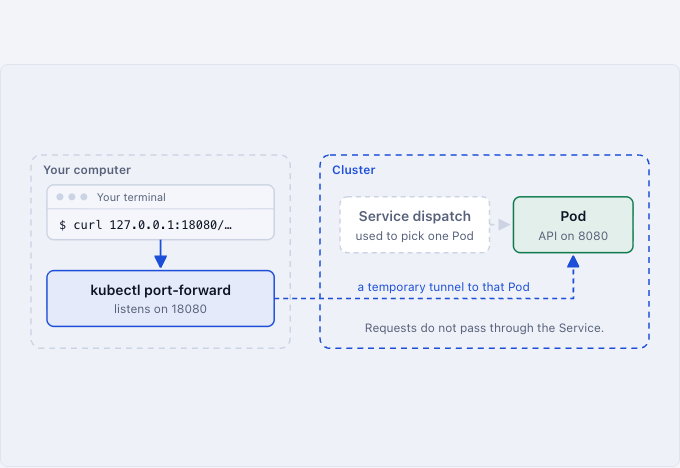 Your computer
Your terminal
$ curl 127.0.0.1:18080/…
kubectl port-forward
listens on 18080
Cluster
Service dispatch
used to pick one Pod
Pod
API on 8080
a temporary tunnel to that Pod
Requests do not pass through the Service.